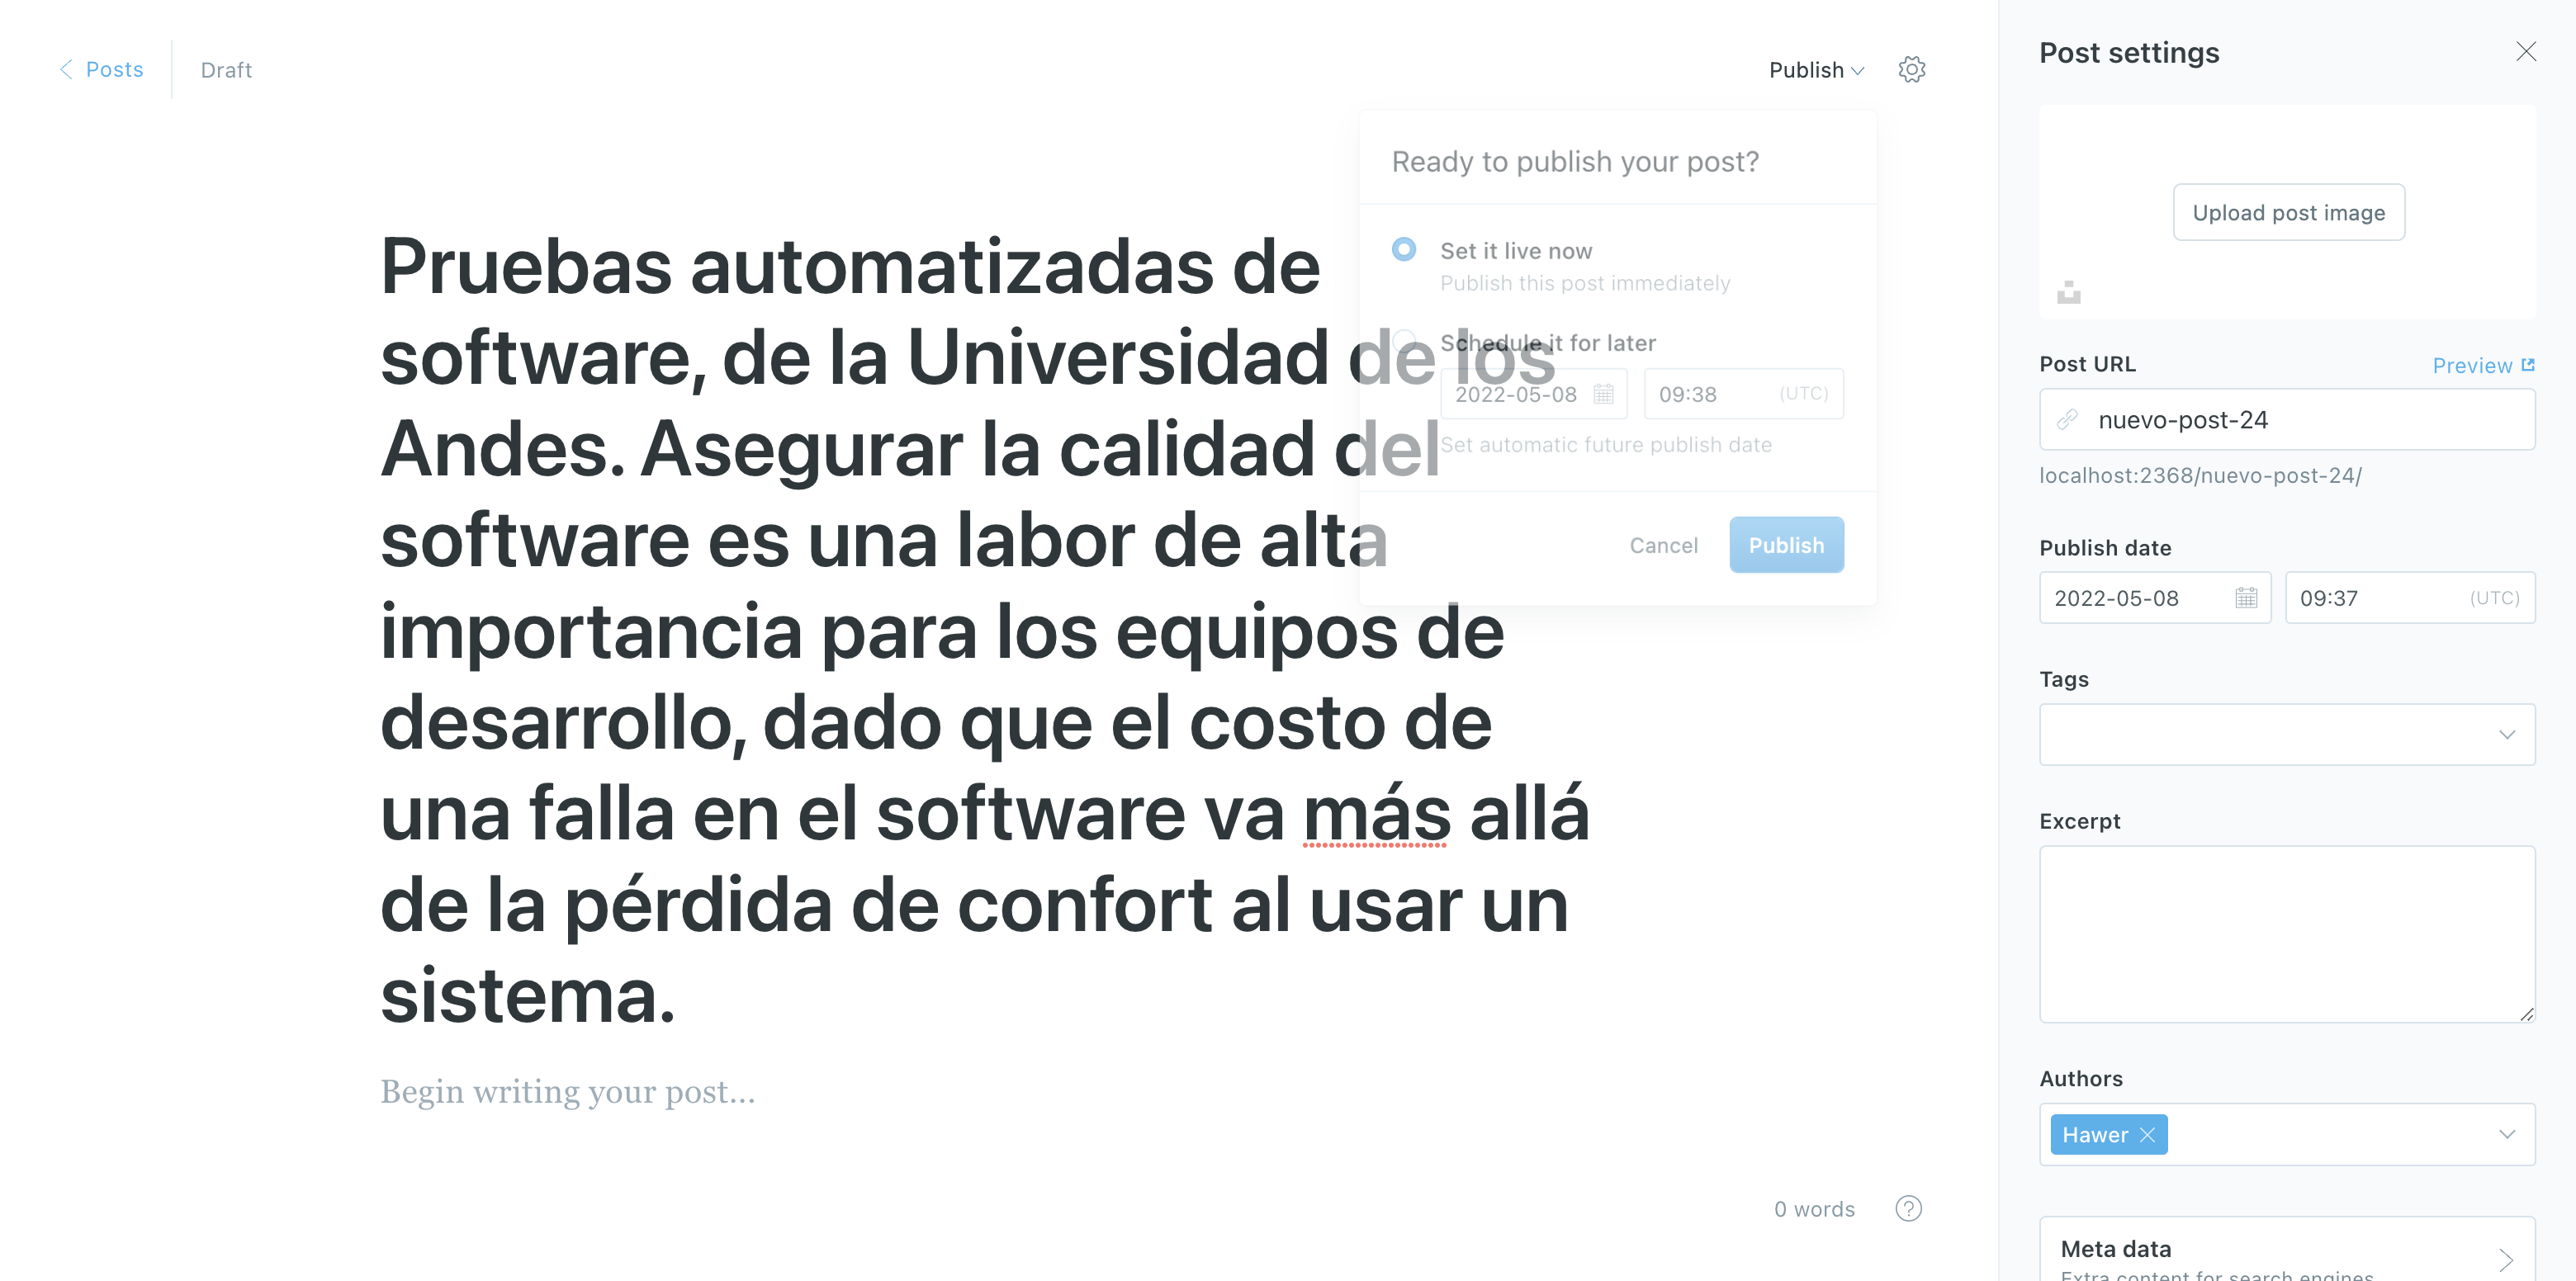 Posts
Draft
Publish
Ready to publish your post?
Set it live now
Publish this post immediately
Schedule it for later
2022-05-08
09:38
(UTC)
Set automatic future publish date
Cancel
Publish
Pruebas automatizadas de
software, de la Universidad de los
Andes. Asegurar la calidad del
software es una labor de alta
importancia para los equipos de
desarrollo, dado que el costo de
una falla en el software va más allá
de la pérdida de confort al usar un
sistema.
Begin writing your post...
0 words
?
Post settings
Upload post image
Post URL
Preview
nuevo-post-24
localhost:2368/nuevo-post-24/
Publish date
2022-05-08
09:37
(UTC)
Tags
Excerpt
Authors
Hawer
Meta data
Extra content for search engines